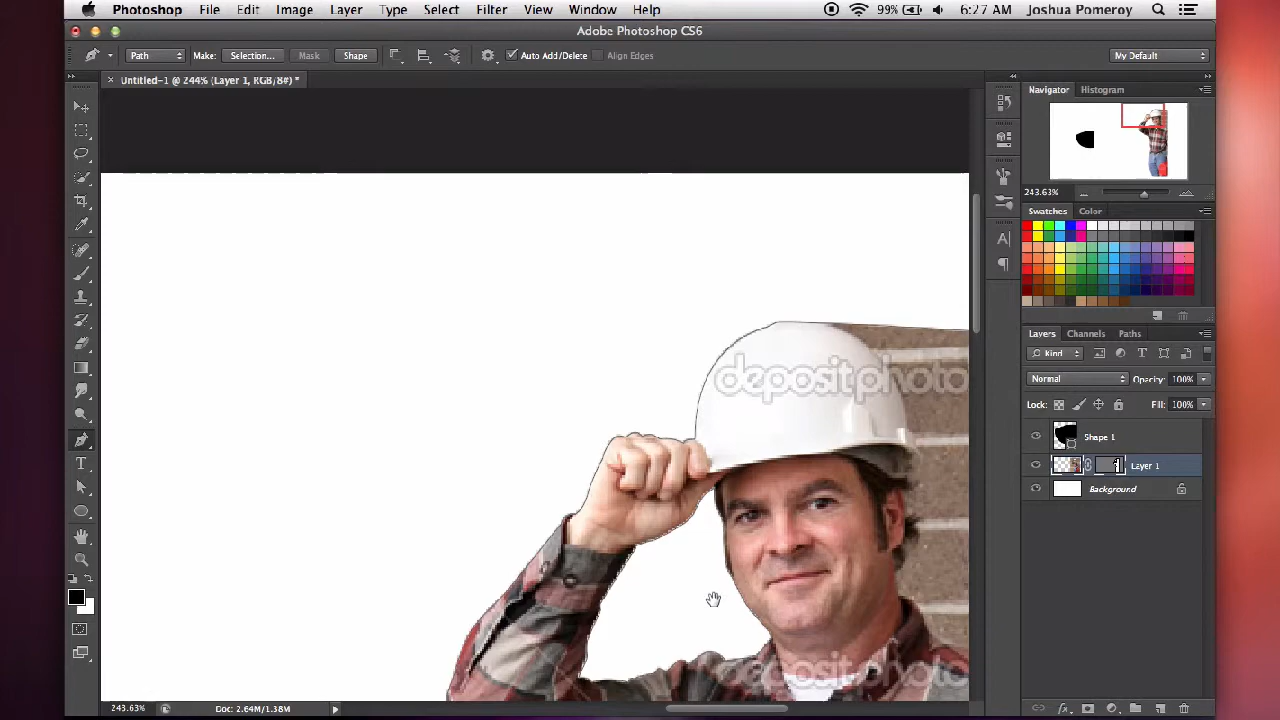 Photoshop File Edit Image Layer Type Select Filter View Window Help 99% 6:27 AM Joshua Pomeroy
Adobe Photoshop CS6
Path Make: Selection... Mask Shape Auto Add/Delete Align Edges My Default
Untitled-1 @ 244% (Layer 1, RGB/8#) *
Navigator Histogram
243.63%
Swatches Color
Layers Channels Paths
Kind
Normal Opacity: 100%
Lock: Fill: 100%
Shape 1
Layer 1
Background
depositphoto
depositphoto
243.63% Doc: 2.64M/1.38M